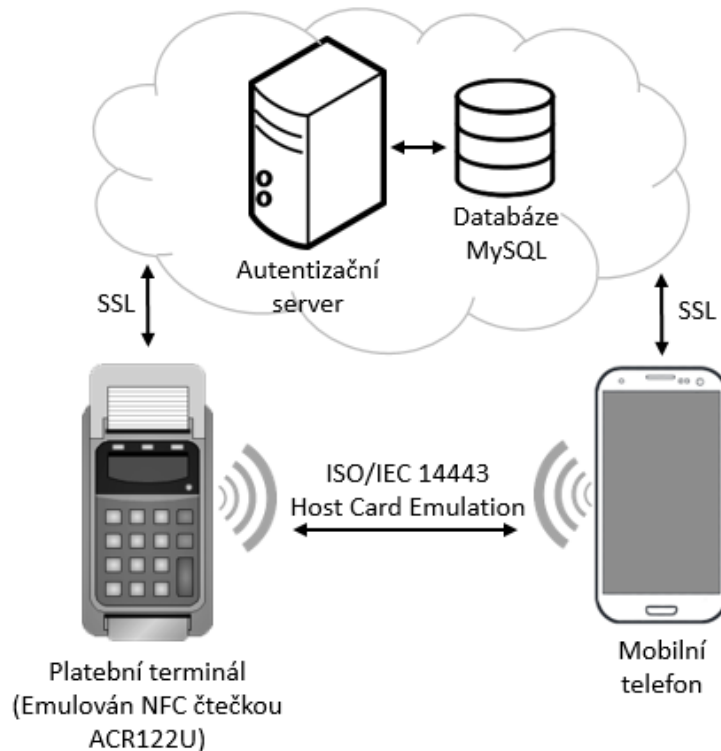 Databáze
MySQL
Autentizační
server
SSL
SSL
ISO/IEC 14443
Host Card Emulation
Platební terminál
(Emulován NFC čtečkou
ACR122U)
Mobilní
telefon